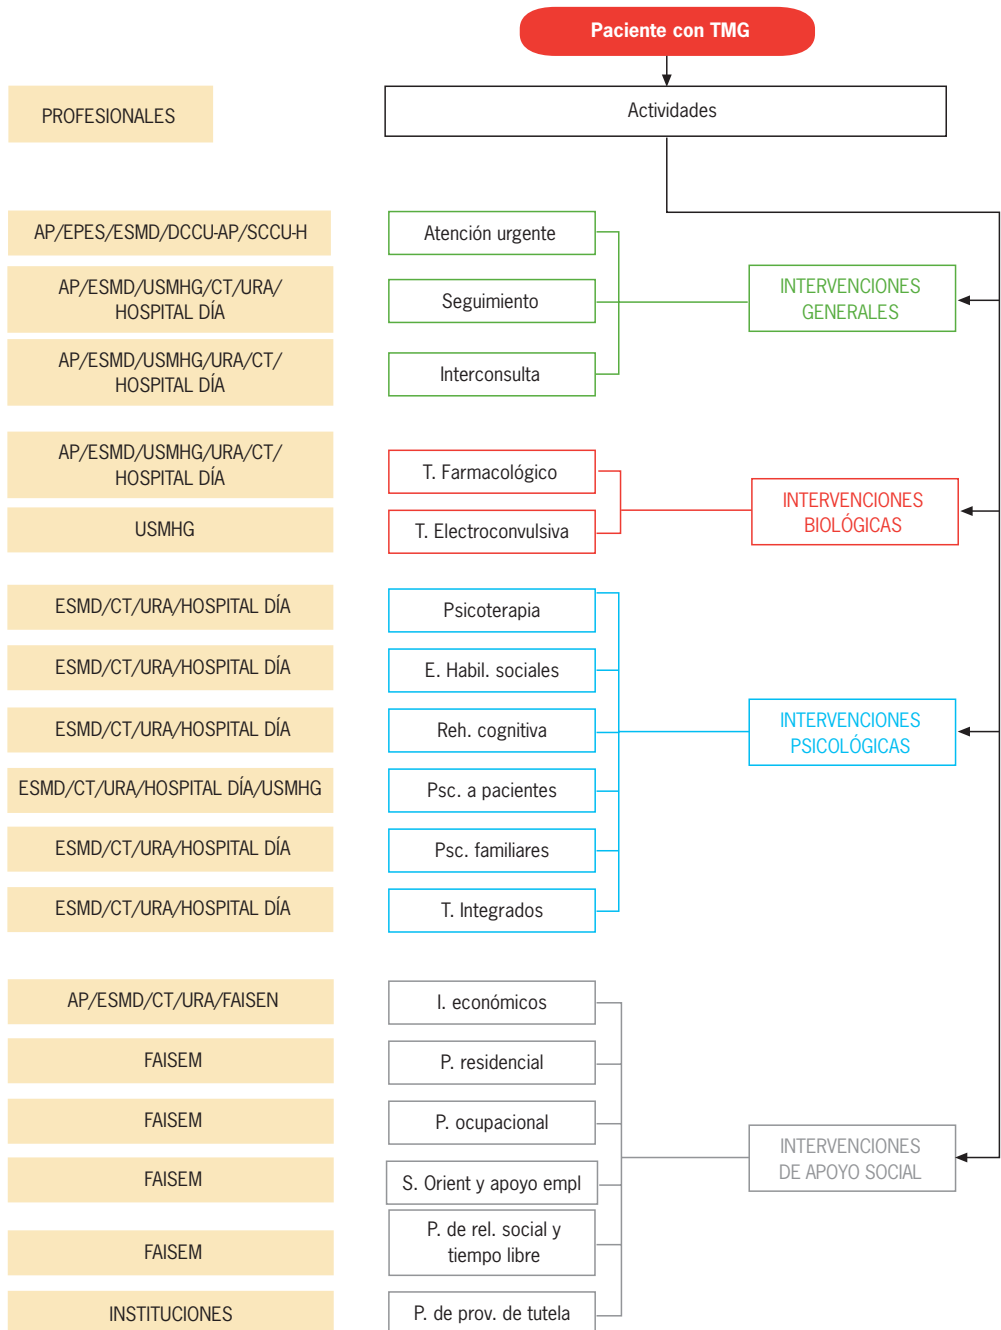 Paciente con TMG
PROFESIONALES
Actividades
AP/EPES/ESMD/DCCU-AP/SCCU-H
Atención urgente
AP/ESMD/USMHG/CT/URA/
HOSPITAL DÍA
Seguimiento
INTERVENCIONES
GENERALES
AP/ESMD/USMHG/URA/CT/
HOSPITAL DÍA
Interconsulta
AP/ESMD/USMHG/URA/CT/
HOSPITAL DÍA
T. Farmacológico
INTERVENCIONES
BIOLÓGICAS
USMHG
T. Electroconvulsiva
ESMD/CT/URA/HOSPITAL DÍA
Psicoterapia
ESMD/CT/URA/HOSPITAL DÍA
E. Habil. sociales
ESMD/CT/URA/HOSPITAL DÍA
Reh. cognitiva
INTERVENCIONES
PSICOLÓGICAS
ESMD/CT/URA/HOSPITAL DÍA/USMHG
Psc. a pacientes
ESMD/CT/URA/HOSPITAL DÍA
Psc. familiares
ESMD/CT/URA/HOSPITAL DÍA
T. Integrados
AP/ESMD/CT/URA/FAISEN
I. económicos
FAISEM
P. residencial
FAISEM
P. ocupacional
INTERVENCIONES
DE APOYO SOCIAL
FAISEM
S. Orient y apoyo empl
FAISEM
P. de rel. social y
tiempo libre
INSTITUCIONES
P. de prov. de tutela